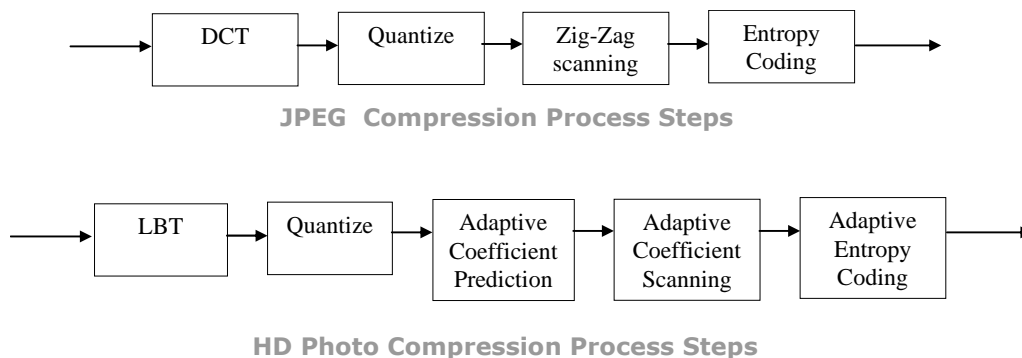 DCT
Quantize
Zig-Zag
scanning
Entropy
Coding
JPEG Compression Process Steps
LBT
Quantize
Adaptive
Coefficient
Prediction
Adaptive
Coefficient
Scanning
Adaptive
Entropy
Coding
HD Photo Compression Process Steps